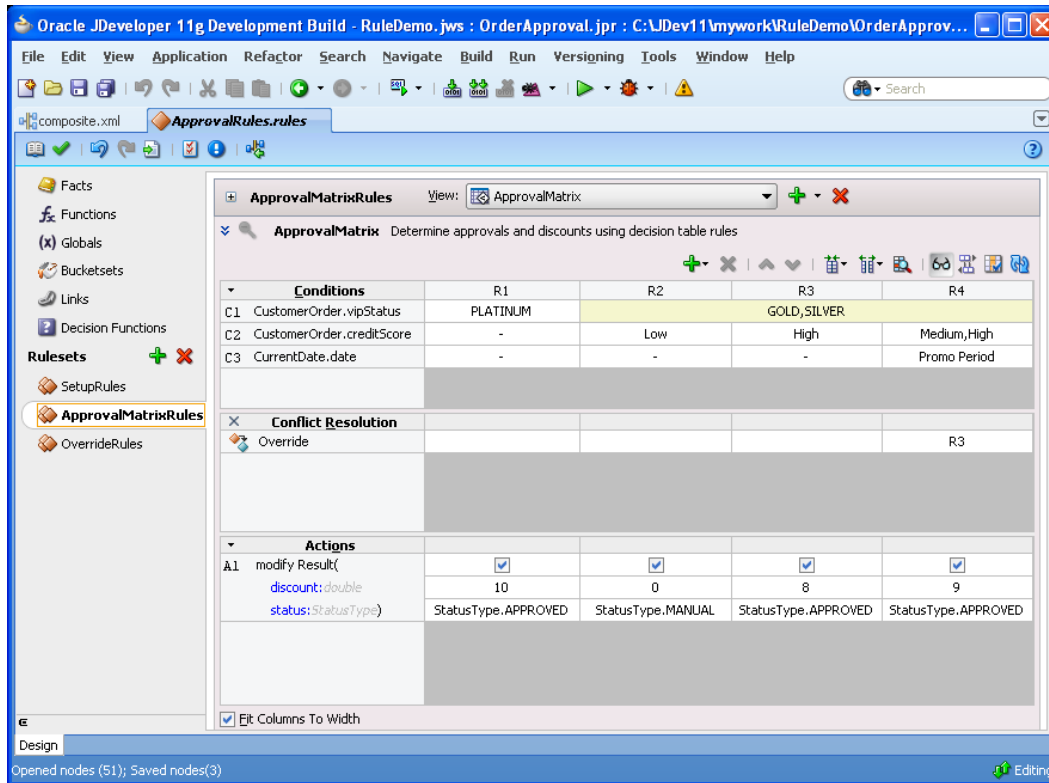 Oracle JDeveloper 11g Development Build - RuleDemo.jws : OrderApproval.jpr : C:\JDev11\mywork\RuleDemo\OrderApprov...
File Edit View Application Refactor Search Navigate Build Run Versioning Tools Window Help
Search
composite.xml ApprovalRules.rules
Facts
Functions
Globals
Bucketsets
Links
Decision Functions
Rulesets
SetupRules
ApprovalMatrixRules
OverrideRules
ApprovalMatrixRules View: ApprovalMatrix
ApprovalMatrix Determine approvals and discounts using decision table rules
Conditions R1 R2 R3 R4
C1 CustomerOrder.vipStatus PLATINUM GOLD,SILVER
C2 CustomerOrder.creditScore - Low High Medium,High
C3 CurrentDate.date - - - Promo Period
Conflict Resolution
Override R3
Actions
A1 modify Result(
discount:double 10 0 8 9
status:StatusType) StatusType.APPROVED StatusType.MANUAL StatusType.APPROVED StatusType.APPROVED
Fit Columns To Width
Design
Opened nodes (51); Saved nodes(3) Editing